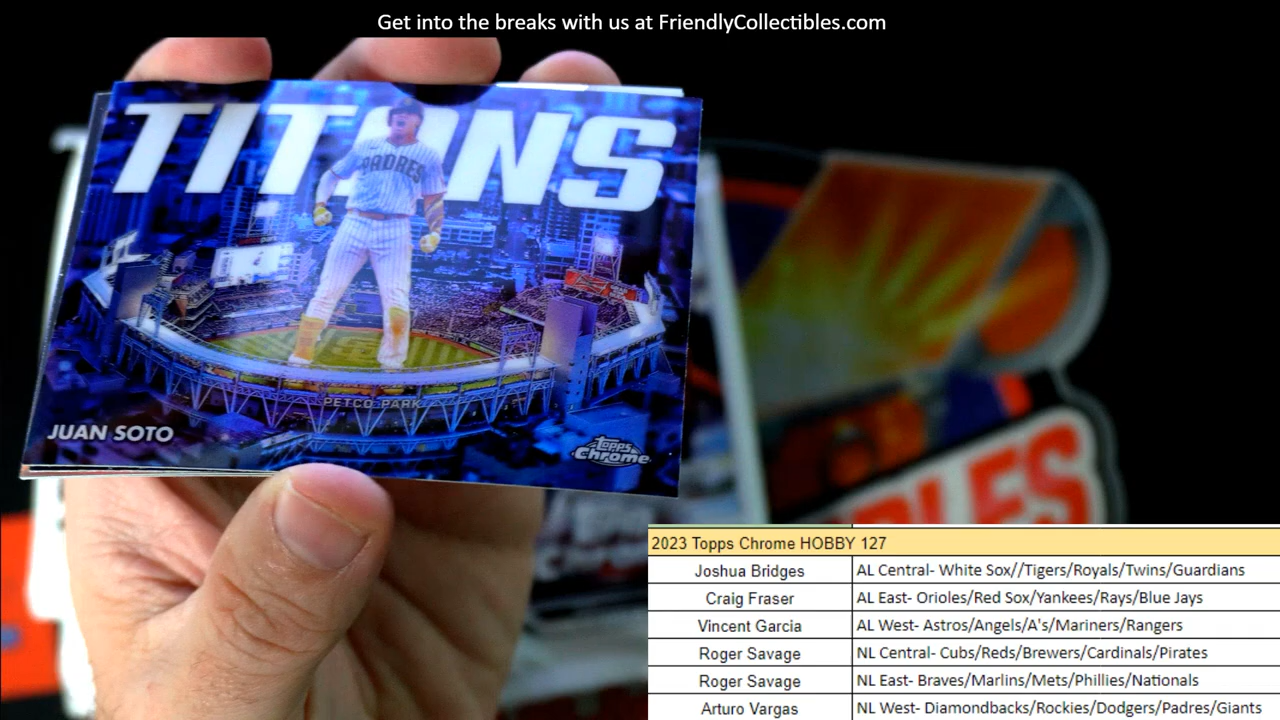 Get into the breaks with us at FriendlyCollectibles.com
TITANS
PADRES
PETCO PARK
JUAN SOTO
Topps
Chrome
BLES
2023 Topps Chrome HOBBY 127
Joshua Bridges AL Central- White Sox//Tigers/Royals/Twins/Guardians
Craig Fraser AL East- Orioles/Red Sox/Yankees/Rays/Blue Jays
Vincent Garcia AL West- Astros/Angels/A's/Mariners/Rangers
Roger Savage NL Central- Cubs/Reds/Brewers/Cardinals/Pirates
Roger Savage NL East- Braves/Marlins/Mets/Phillies/Nationals
Arturo Vargas NL West- Diamondbacks/Rockies/Dodgers/Padres/Giants